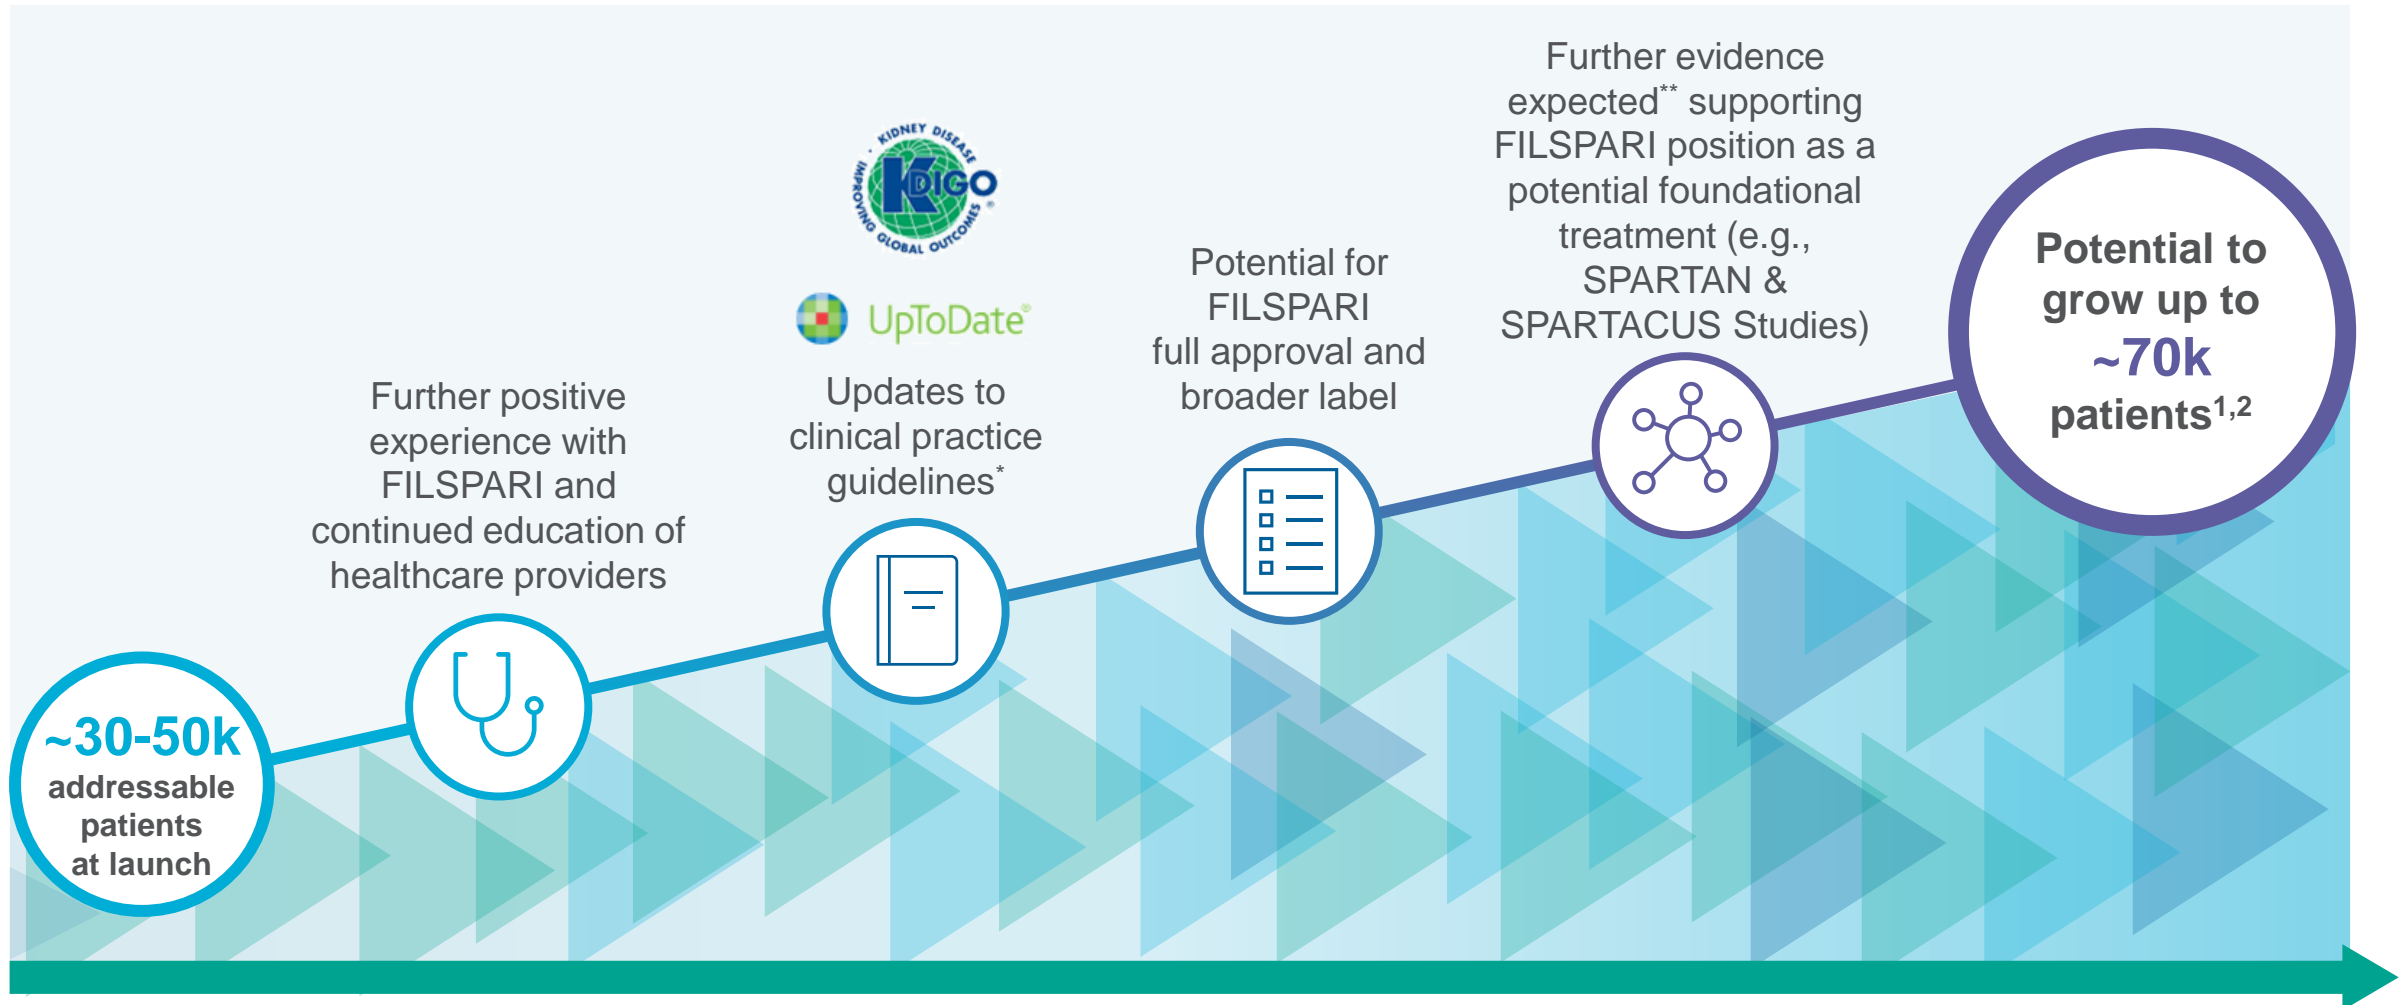 ~30-50k
addressable
patients
at launch
Further positive
experience with
FILSPARI and
continued education of
healthcare providers
KIDNEY DISEASE
KDIGO
IMPROVING GLOBAL OUTCOMES ®
UpToDate®
Updates to
clinical practice
guidelines*
Potential for
FILSPARI
full approval and
broader label
Further evidence
expected** supporting
FILSPARI position as a
potential foundational
treatment (e.g.,
SPARTAN &
SPARTACUS Studies)
Potential to
grow up to
~70k
patients1,2